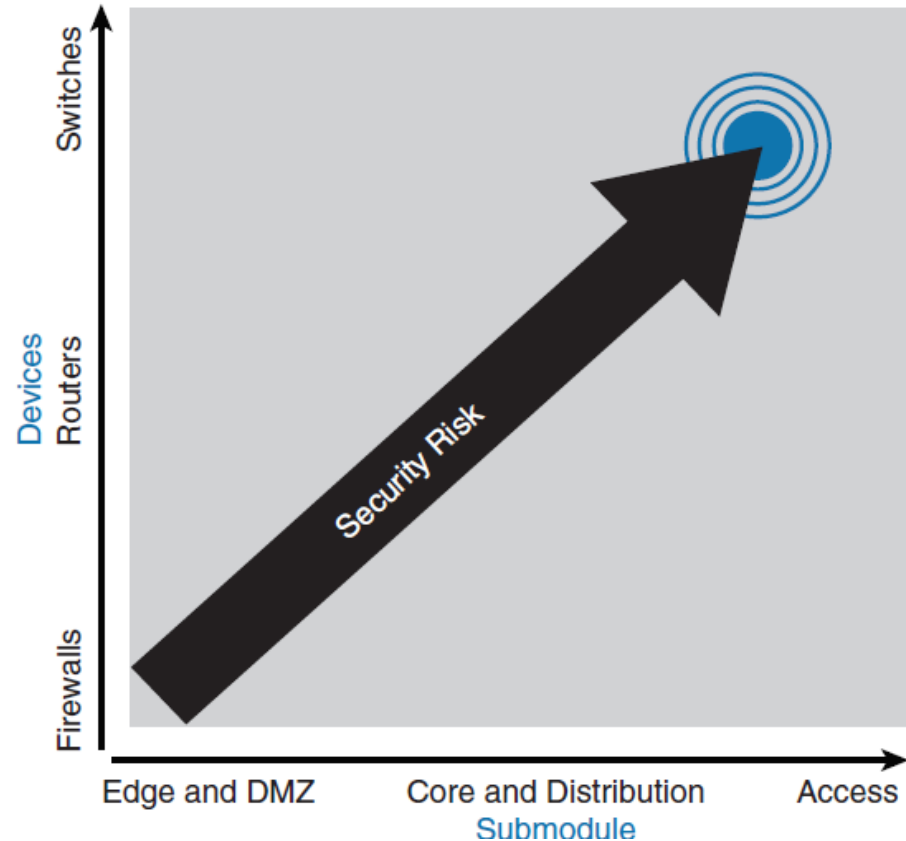 Switches
Devices
Routers
Firewalls
Security Risk
Edge and DMZ
Core and Distribution
Access
Submodule